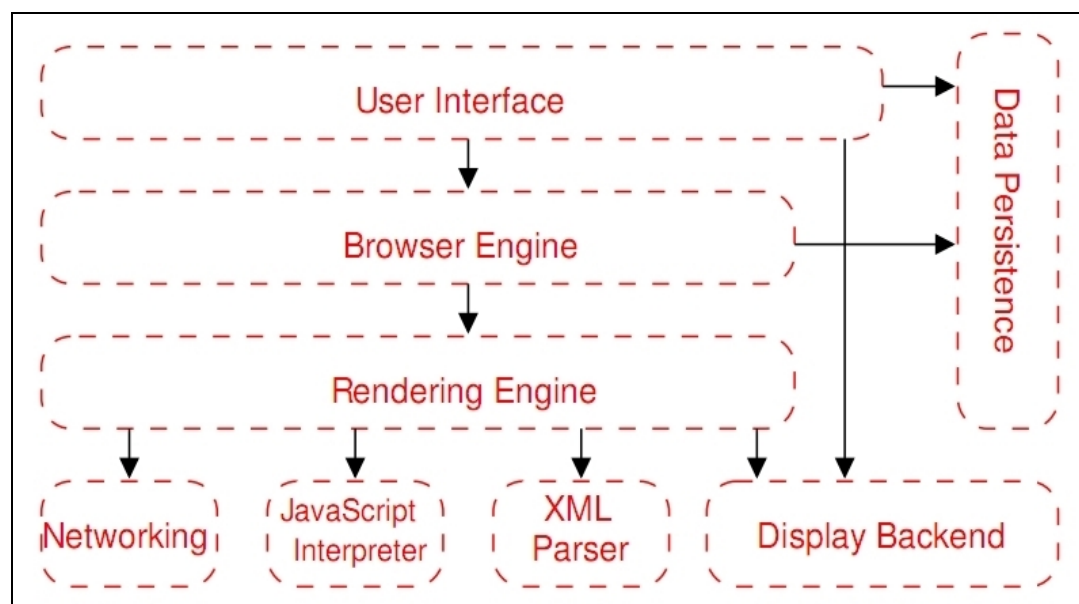 User Interface
Data Persistence
Browser Engine
Rendering Engine
Networking
JavaScript
Interpreter
XML
Parser
Display Backend